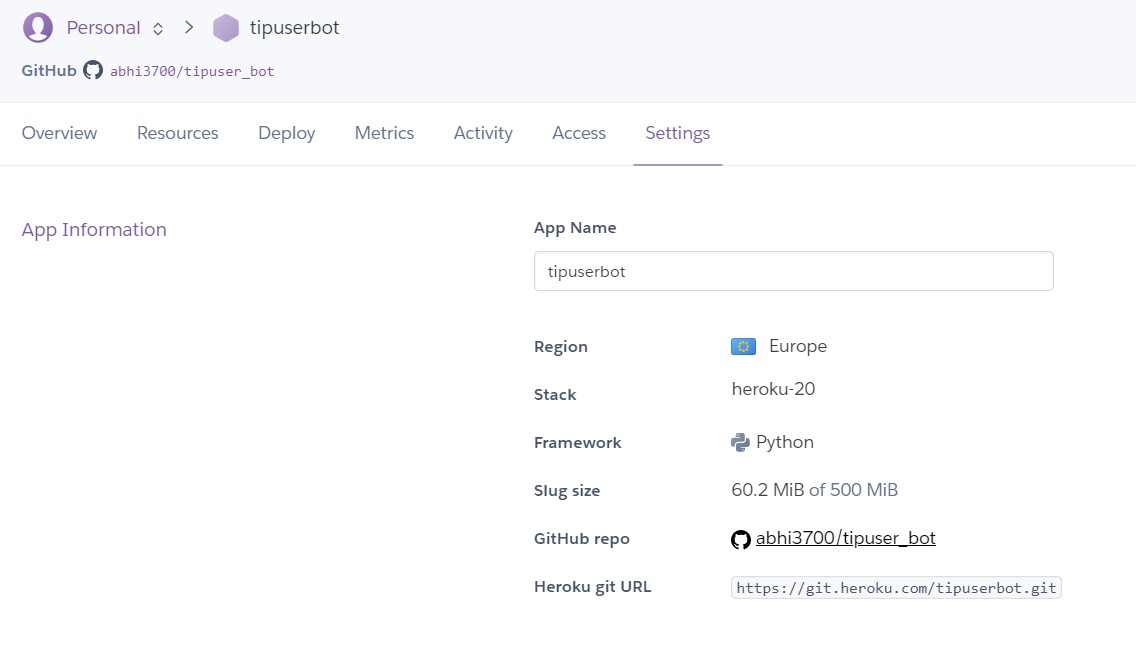 Personal tipuserbot
GitHub abhi3700/tipuser_bot
Overview Resources Deploy Metrics Activity Access Settings
App Information
App Name
tipuserbot
Region Europe
Stack heroku-20
Framework Python
Slug size 60.2 MiB of 500 MiB
GitHub repo abhi3700/tipuser_bot
Heroku git URL https://git.heroku.com/tipuserbot.git